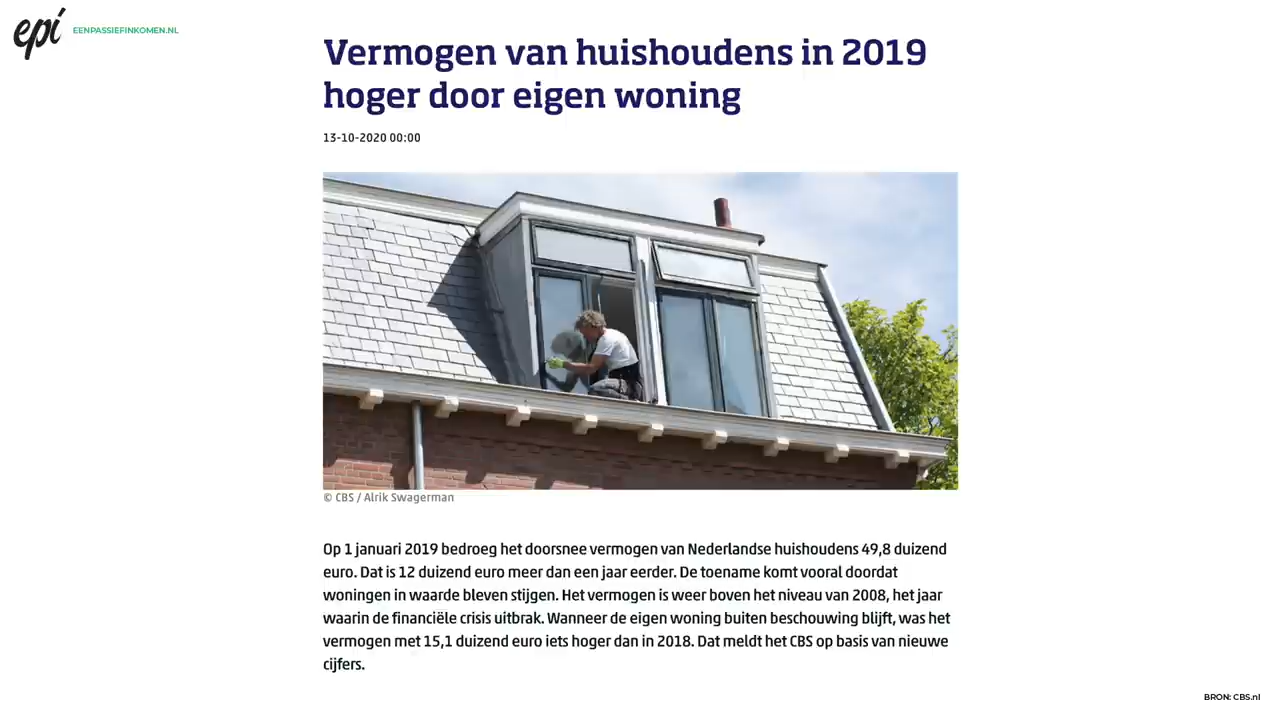 epi
EENPASSIEFINKOMEN.NL
Vermogen van huishoudens in 2019
hoger door eigen woning
13-10-2020 00:00
© CBS / Alrik Swagerman
Op 1 januari 2019 bedroeg het doorsnee vermogen van Nederlandse huishoudens 49,8 duizend
euro. Dat is 12 duizend euro meer dan een jaar eerder. De toename komt vooral doordat
woningen in waarde bleven stijgen. Het vermogen is weer boven het niveau van 2008, het jaar
waarin de financiële crisis uitbrak. Wanneer de eigen woning buiten beschouwing blijft, was het
vermogen met 15,1 duizend euro iets hoger dan in 2018. Dat meldt het CBS op basis van nieuwe
cijfers.
BRON: CBS.nl